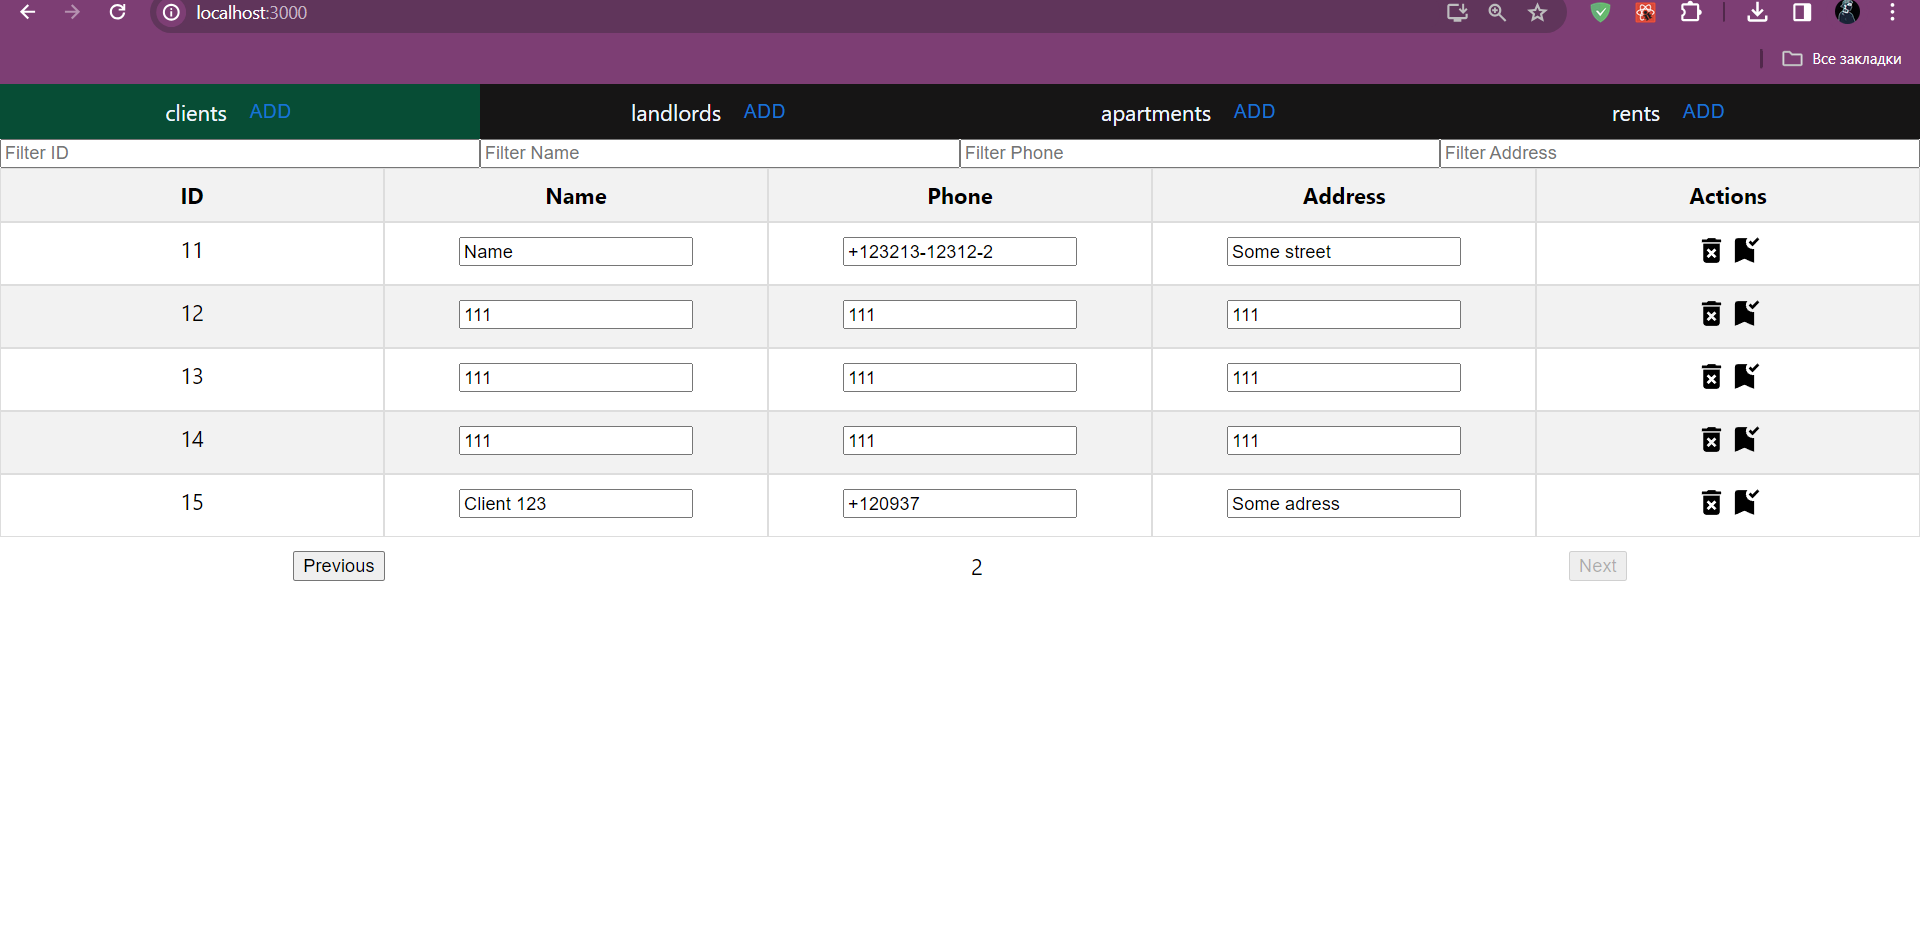 localhost:3000
Все закладки
clients ADD landlords ADD apartments ADD rents ADD
Filter ID Filter Name Filter Phone Filter Address
ID Name Phone Address Actions
11 Name +123213-12312-2 Some street
12 111 111 111
13 111 111 111
14 111 111 111
15 Client 123 +120937 Some adress
Previous 2 Next